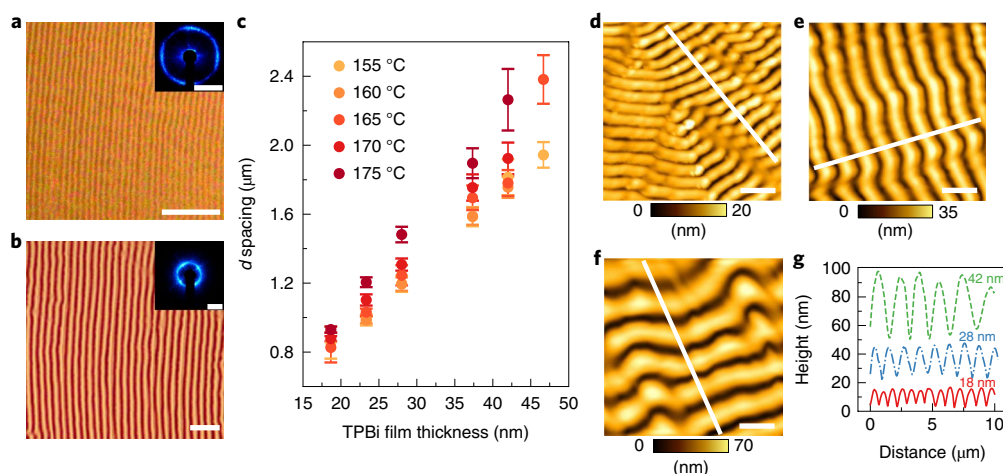 a
b
c
d spacing (μm)
2.4
2.0
1.6
1.2
0.8
155 °C
160 °C
165 °C
170 °C
175 °C
15 20 25 30 35 40 45 50
TPBi film thickness (nm)
d
0 20
(nm)
e
0 35
(nm)
f
0 70
(nm)
g
Height (nm)
100
80
60
40
20
0
42 nm
28 nm
18 nm
0 5 10
Distance (μm)